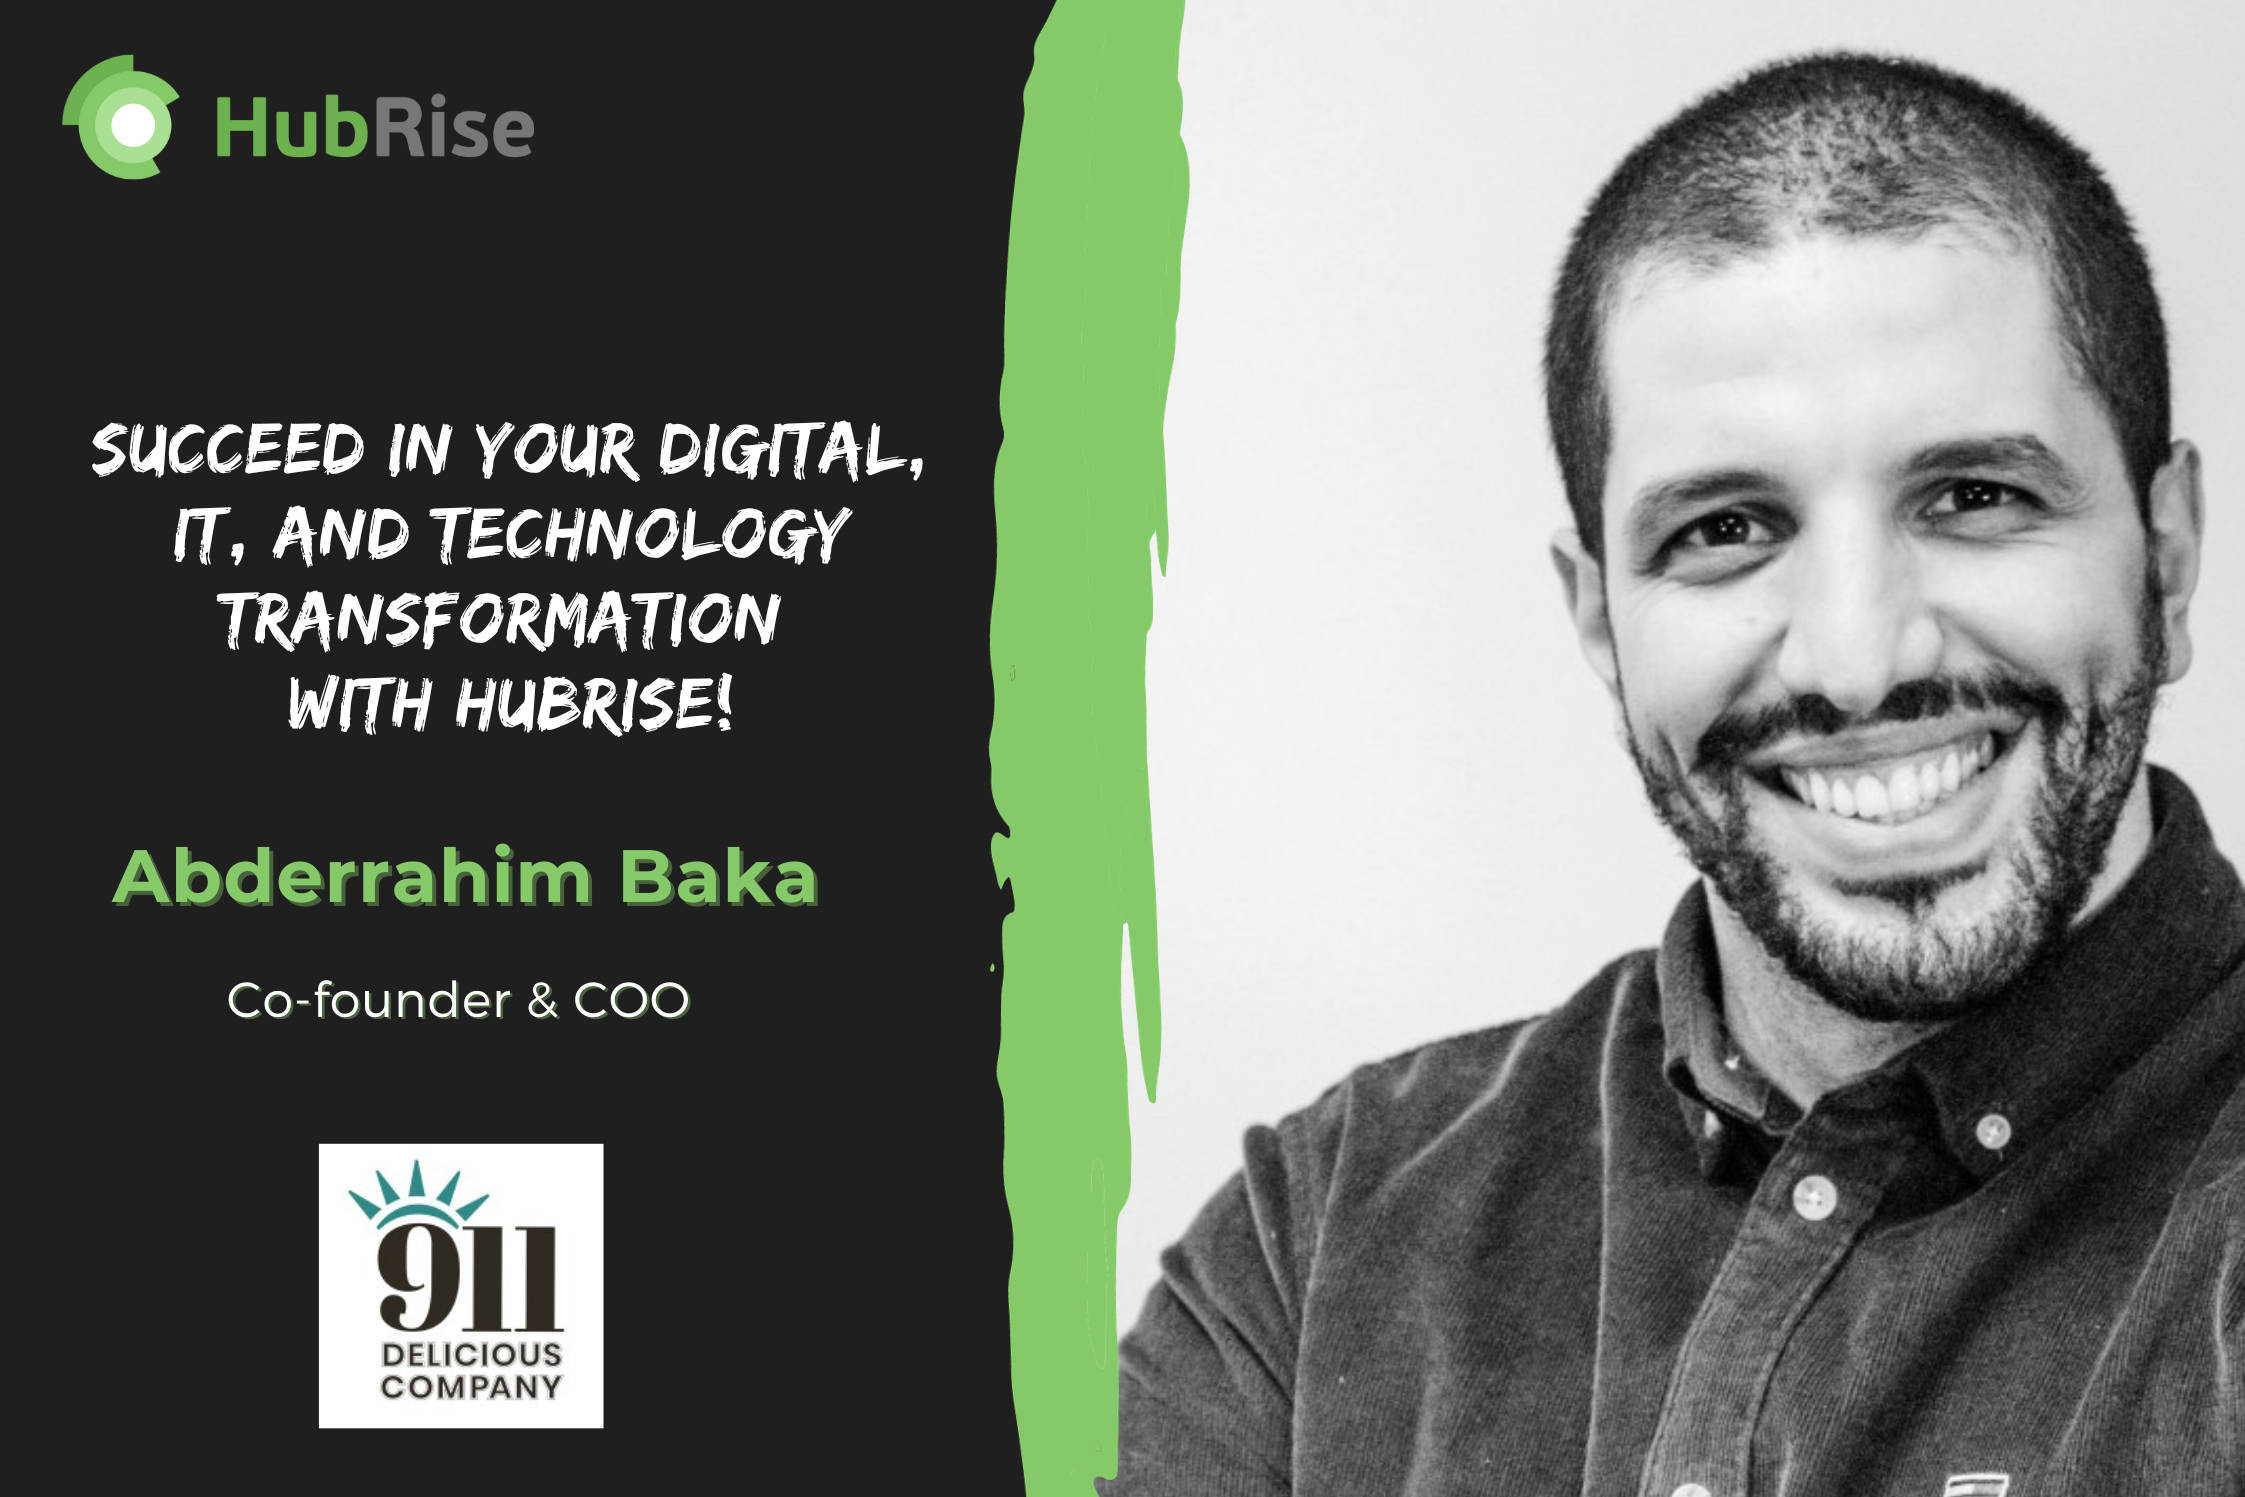 HubRise
SUCCEED IN YOUR DIGITAL,
IT, AND TECHNOLOGY
TRANSFORMATION
WITH HUBRISE!
Abderrahim Baka
Co-founder & COO
911
DELICIOUS
COMPANY